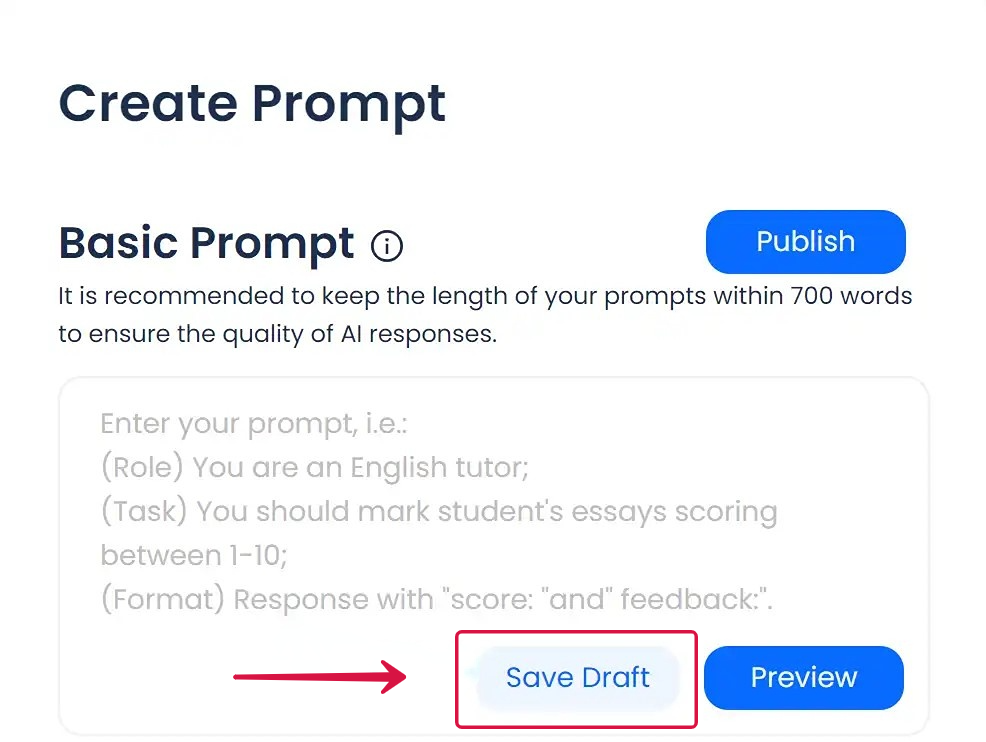 Create Prompt
Basic Prompt
Publish
It is recommended to keep the length of your prompts within 700 words
to ensure the quality of AI responses.
Enter your prompt, i.e.:
(Role) You are an English tutor;
(Task) You should mark student's essays scoring
between 1-10;
(Format) Response with "score: "and" feedback:".
Save Draft
Preview